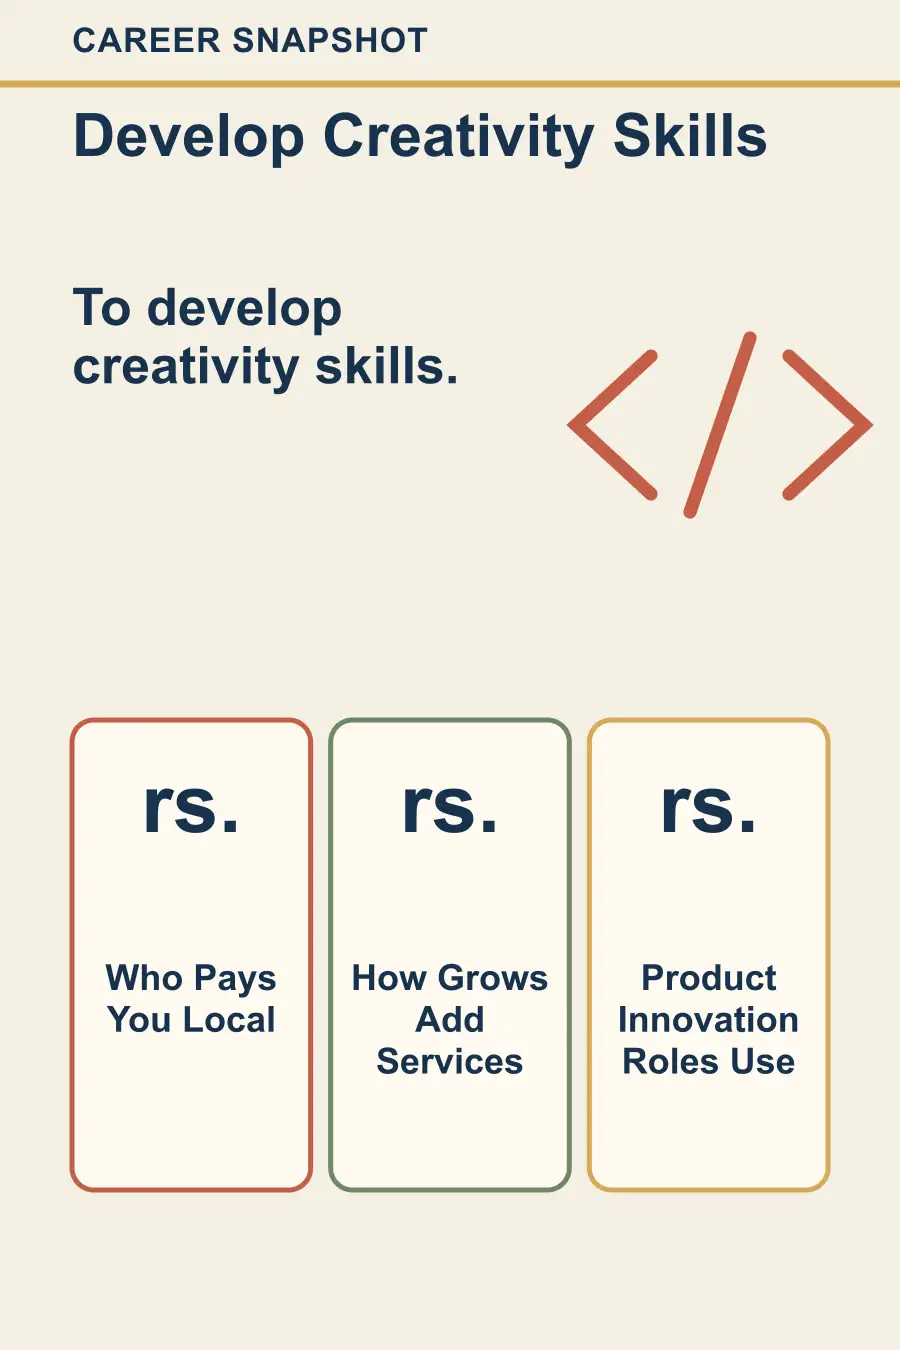 CAREER SNAPSHOT
Develop Creativity Skills
To develop
creativity skills.
rs.
Who Pays
You Local
rs.
How Grows
Add
Services
rs.
Product
Innovation
Roles Use